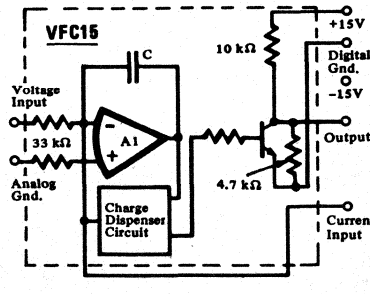 VFC15
+15V
10 kΩ
C
Digital
Gnd.
-15V
Voltage
Input
A1
-
+
33 kΩ
Output
4.7 kΩ
Analog
Gnd.
Charge
Dispenser
Circuit
Curren
Input